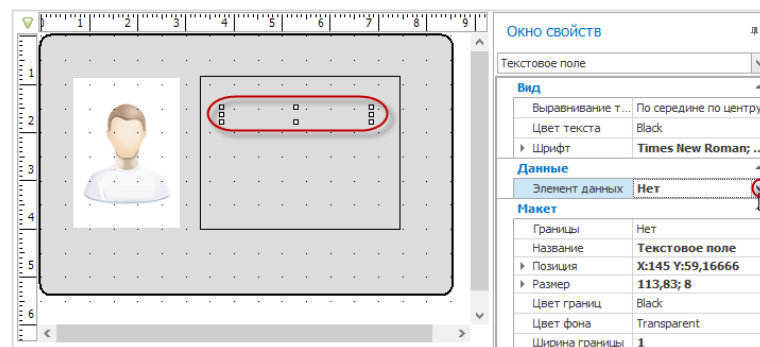 1 2 3 4 5 6 7 8 9
Окно свойств
Текстовое поле
1
2
3
4
5
6
Вид
Выравнивание т... По середине по центру
Цвет текста Black
Шрифт Times New Roman; ...
Данные
Элемент данных Нет
Макет
Границы Нет
Название Текстовое поле
Позиция X:145 Y:59,16666
Размер 113,83; 8
Цвет границ Black
Цвет фона Transparent
Ширина границы 1